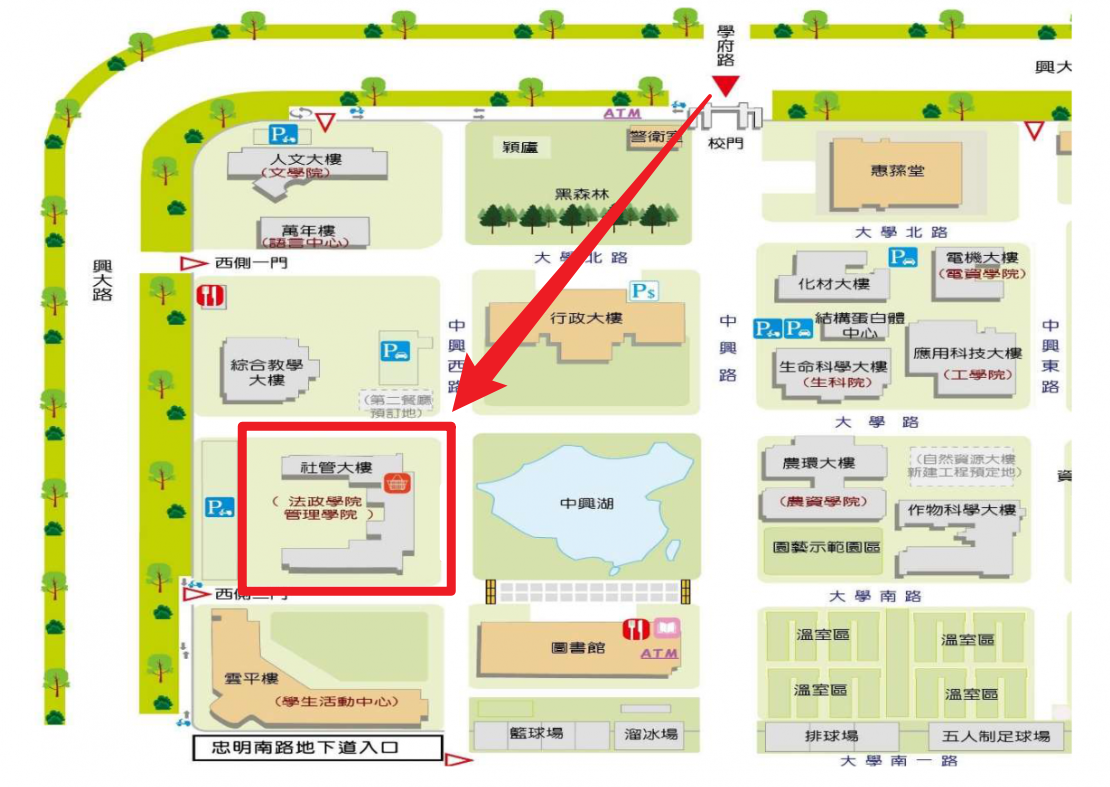 學府路
興大
ATM
警衛室
校門
穎廬
黑森林
人文大樓
(文學院)
萬年樓
(語言中心)
惠蓀堂
大學北路
大學北路
西側一門
興大路
化材大樓
電機大樓
(電資學院)
行政大樓
P$
中興西路
中興路
中興東路
結構蛋白體
中心
生命科學大樓
(生科院)
應用科技大樓
(工學院)
綜合教學
大樓
(第二餐廳
預訂地)
大學路
社管大樓
(法政學院
管理學院)
中興湖
農環大樓
(農資學院)
(自然資源大樓
新建工程預定地)
資
作物科學大樓
園藝示範園區
西側二門
大學南路
圖書館
ATM
雲平樓
(學生活動中心)
溫室區
溫室區
溫室區
溫室區
籃球場
溜冰場
排球場
五人制足球場
忠明南路地下道入口
大學南一路